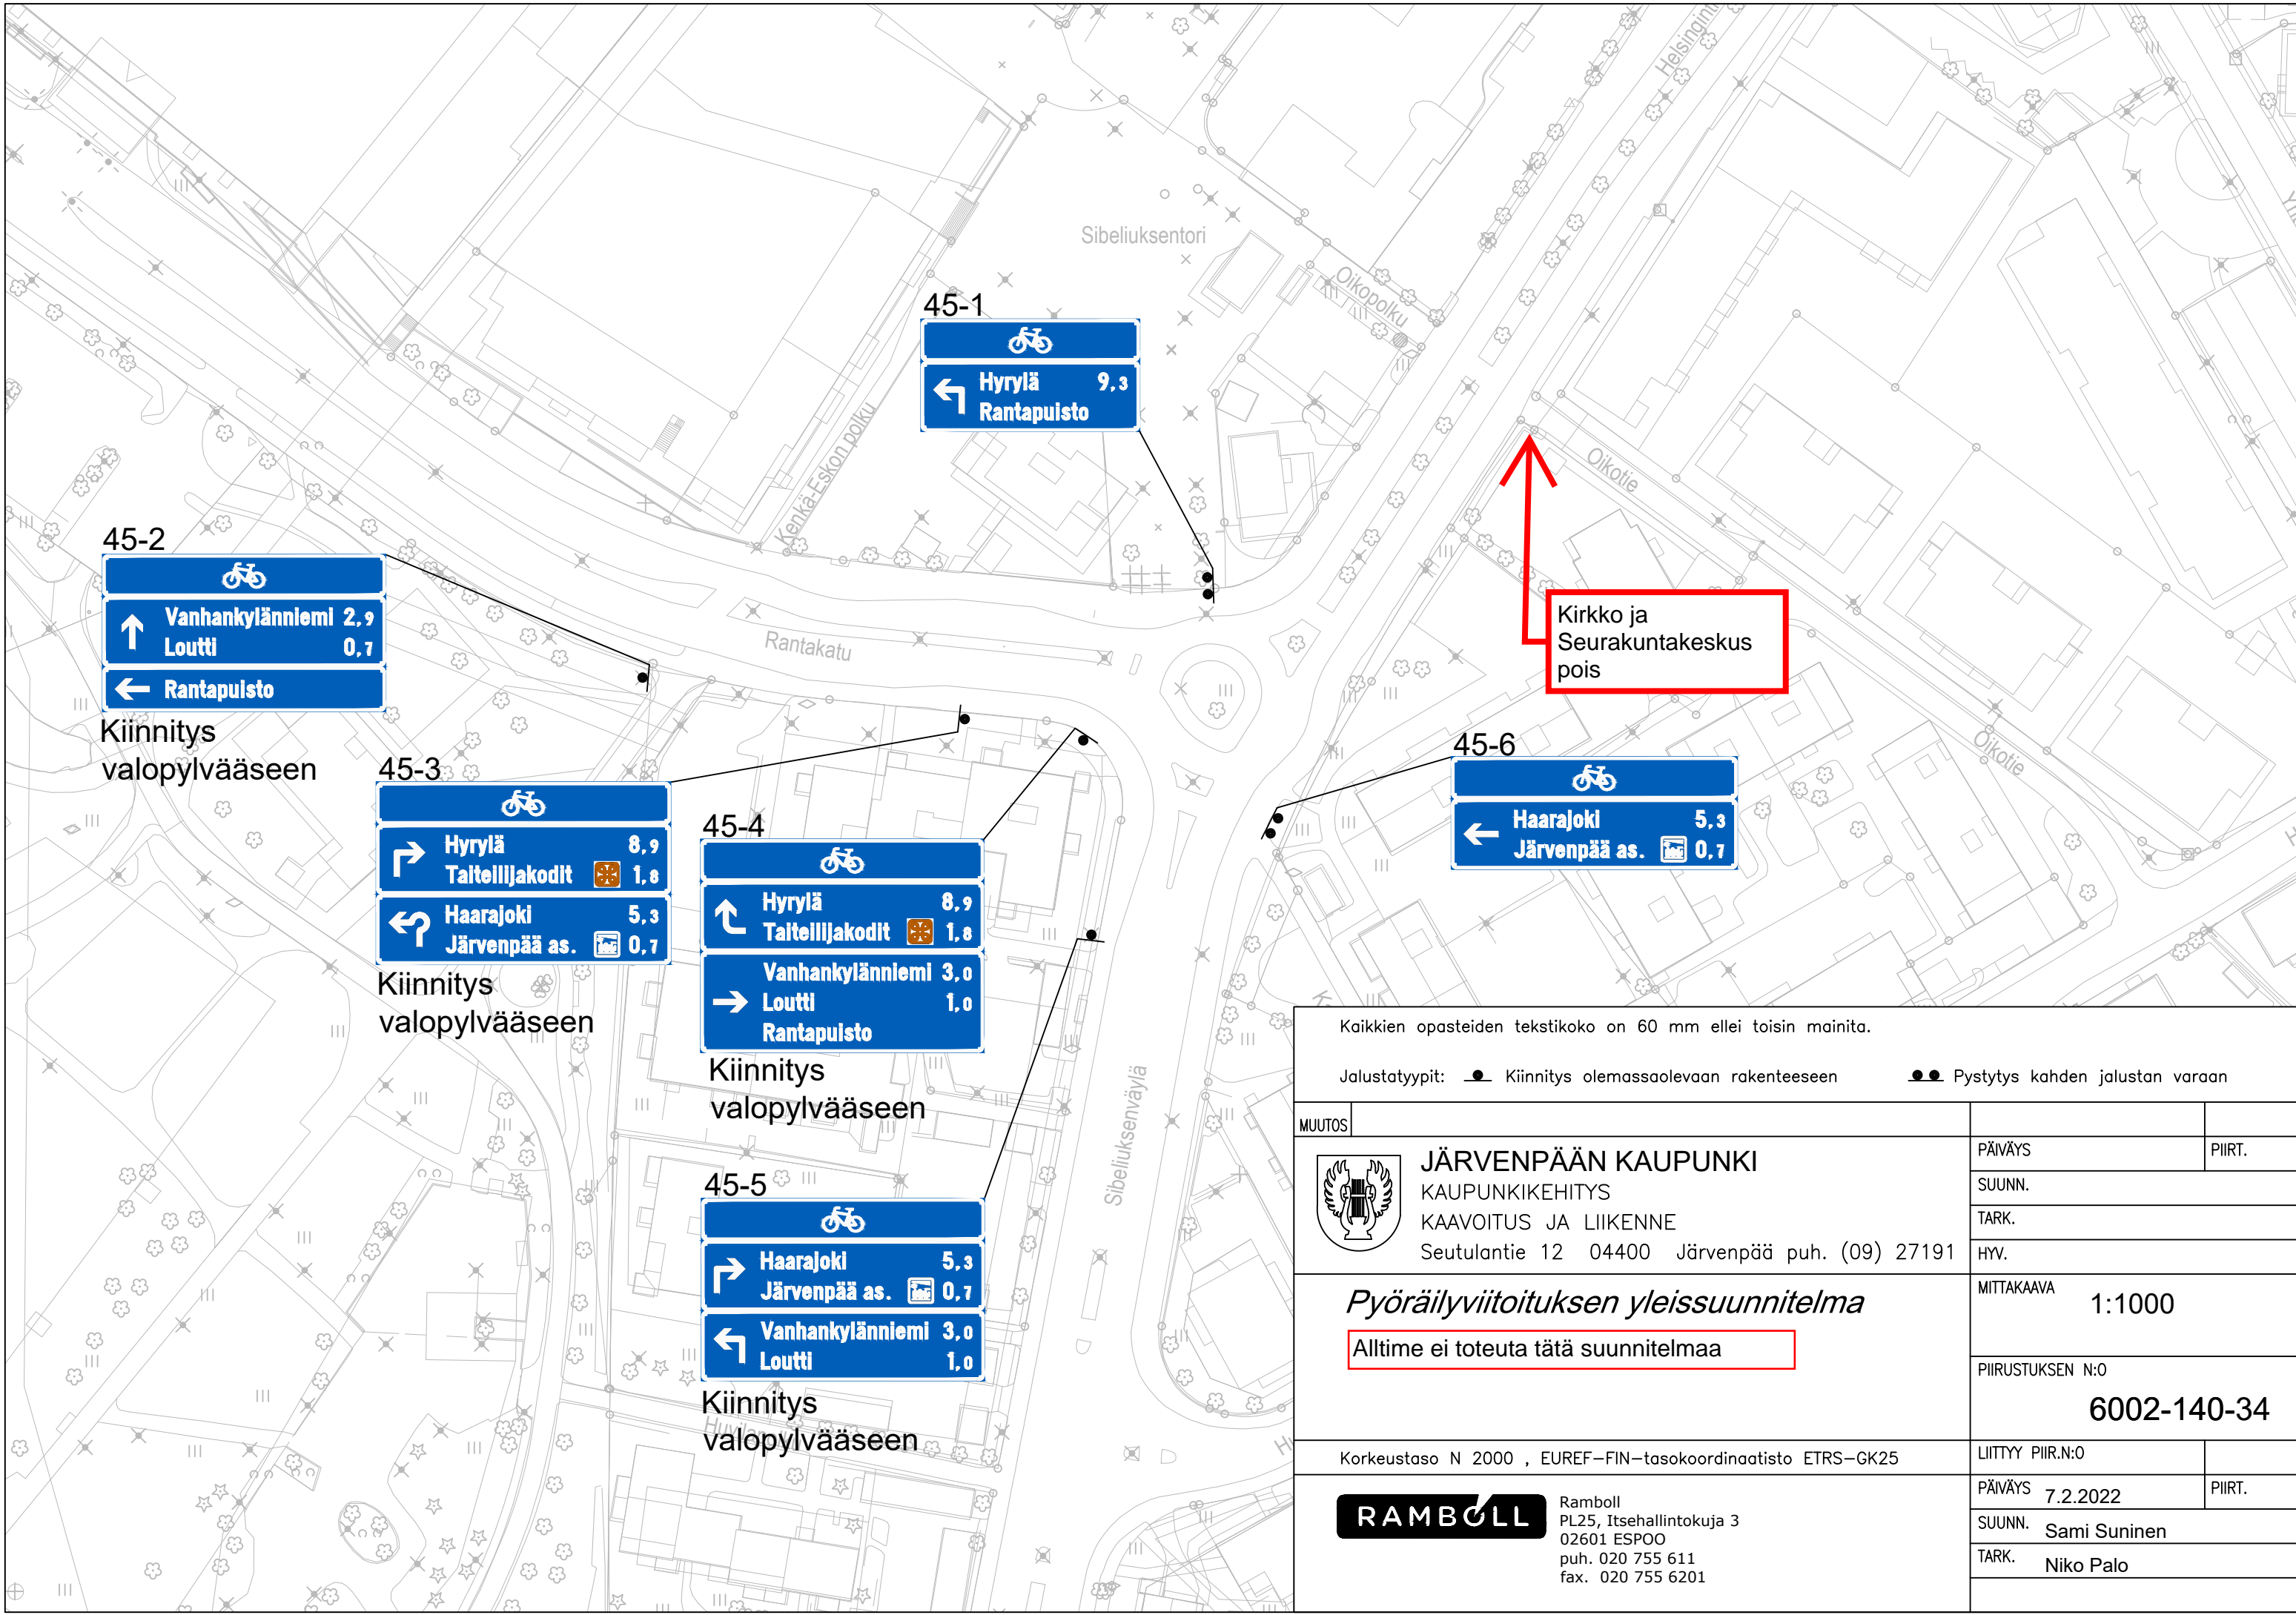 Helsingint
Sibeliuksentori
Oikopolku
45-1
Hyrylä 9,3
Rantapuisto
Kenkä-Eskon polku
Oikotie
45-2
Vanhankylänniemi 2,9
Loutti 0,7
Rantapuisto
Kiinnitys
valopylvääseen
Rantakatu
Kirkko ja
Seurakuntakeskus
pois
45-3
Hyrylä 8,9
Taiteilijakodit 1,8
Haarajoki 5,3
Järvenpää as. 0,7
Kiinnitys
valopylvääseen
45-4
Hyrylä 8,9
Taiteilijakodit 1,8
Vanhankylänniemi 3,0
Loutti 1,0
Rantapuisto
Kiinnitys
valopylvääseen
45-6
Haarajoki 5,3
Järvenpää as. 0,7
Oikotie
Sibeliuksenväylä
45-5
Haarajoki 5,3
Järvenpää as. 0,7
Vanhankylänniemi 3,0
Loutti 1,0
Kiinnitys
valopylvääseen
Kaikkien opasteiden tekstikoko on 60 mm ellei toisin mainita.
Jalustatyypit: Kiinnitys olemassaolevaan rakenteeseen Pystytys kahden jalustan varaan
MUUTOS
JÄRVENPÄÄN KAUPUNKI
KAUPUNKIKEHITYS
KAAVOITUS JA LIIKENNE
Seutulantie 12 04400 Järvenpää puh. (09) 27191
PÄIVÄYS PIIRT.
SUUNN.
TARK.
HYV.
Pyöräilyviitoituksen yleissuunnitelma
Alltime ei toteuta tätä suunnitelmaa
MITTAKAAVA
1:1000
PIIRUSTUKSEN N:O
6002-140-34
Korkeustaso N 2000 , EUREF-FIN-tasokoordinaatisto ETRS-GK25
LIITTYY PIIR.N:O
RAMBOLL
Ramboll
PL25, Itsehallintokuja 3
02601 ESPOO
puh. 020 755 611
fax. 020 755 6201
PÄIVÄYS 7.2.2022 PIIRT.
SUUNN. Sami Suninen
TARK. Niko Palo